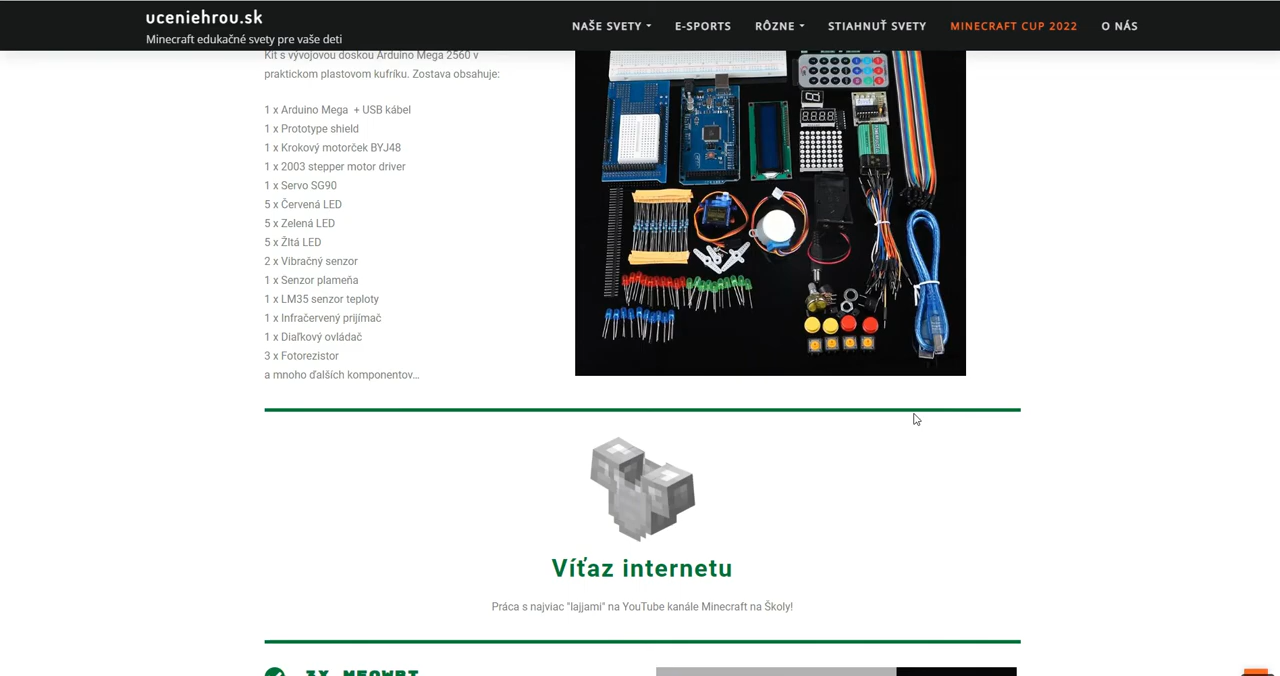 uceniehrou.sk
Minecraft edukačné svety pre vaše deti
NAŠE SVETY
E-SPORTS
RÔZNE
STIAHNUŤ SVETY
MINECRAFT CUP 2022
O NÁS
Kit s vývojovou doskou Arduino Mega 2560 v
praktickom plastovom kufríku. Zostava obsahuje:
1 x Arduino Mega + USB kábel
1 x Prototype shield
1 x Krokový motorček BYJ48
1 x 2003 stepper motor driver
1 x Servo SG90
5 x Červená LED
5 x Zelená LED
5 x Žltá LED
2 x Vibračný senzor
1 x Senzor plameňa
1 x LM35 senzor teploty
1 x Infračervený prijímač
1 x Diaľkový ovládač
3 x Fotorezistor
a mnoho ďalších komponentov...
Víťaz internetu
Práca s najviac "lajjami" na YouTube kanále Minecraft na Školy!